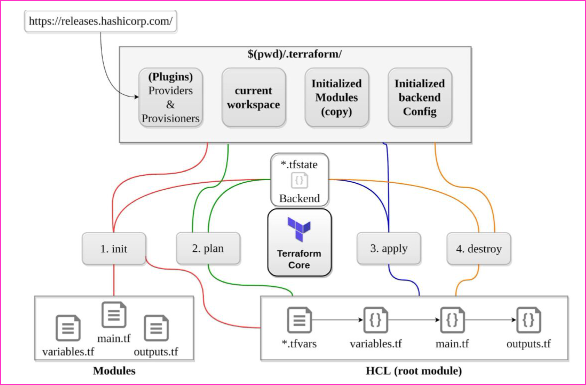 https://releases.hashicorp.com/
$(pwd)/.terraform/
(Plugins)
Providers
&
Provisioners
current
workspace
Initialized
Modules
(copy)
Initialized
backend
Config
*.tfstate
{}
Backend
Terraform
Core
1. init
2. plan
3. apply
4. destroy
variables.tf
main.tf
outputs.tf
Modules
*.tfvars
{}
variables.tf
{}
main.tf
{}
outputs.tf
HCL (root module)